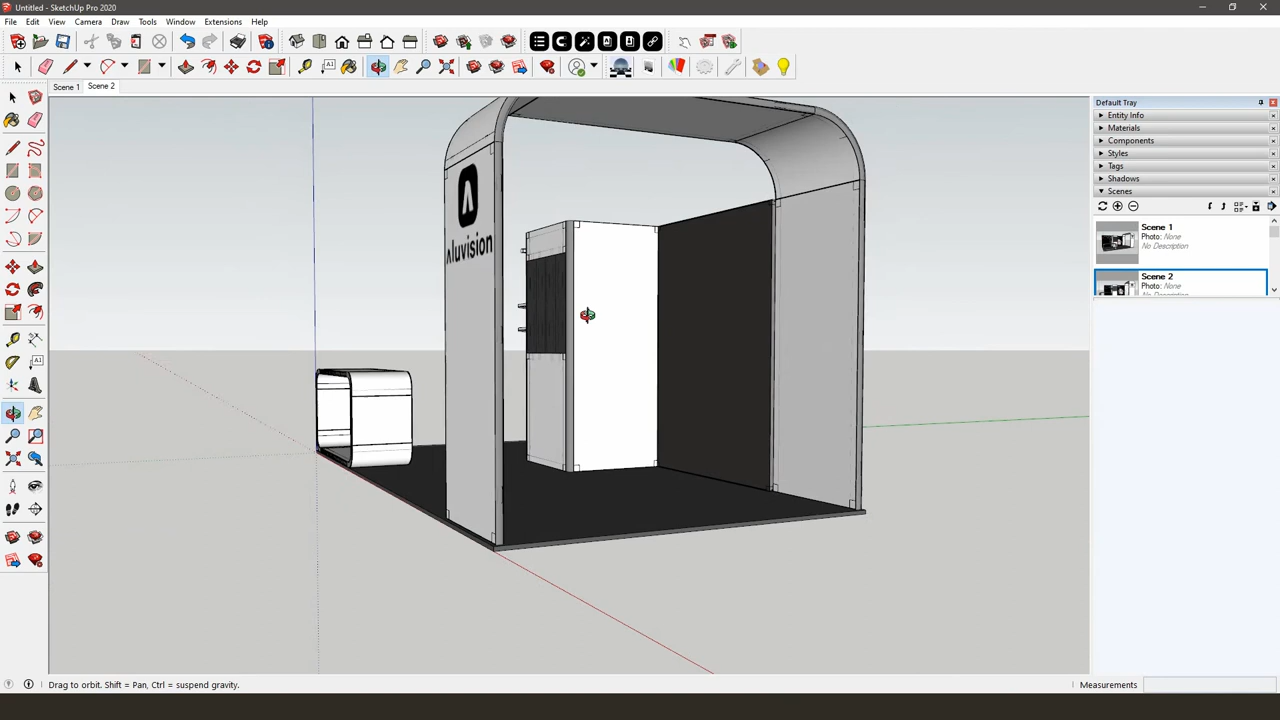 Untitled - SketchUp Pro 2020
File Edit View Camera Draw Tools Window Extensions Help
Scene 1 Scene 2
Default Tray
Entity Info
Materials
Components
Styles
Tags
Shadows
Scenes
Scene 1
Photo: None
No Description
Scene 2
Photo: None
No Description
aluvision
Drag to orbit. Shift = Pan, Ctrl = suspend gravity.
Measurements